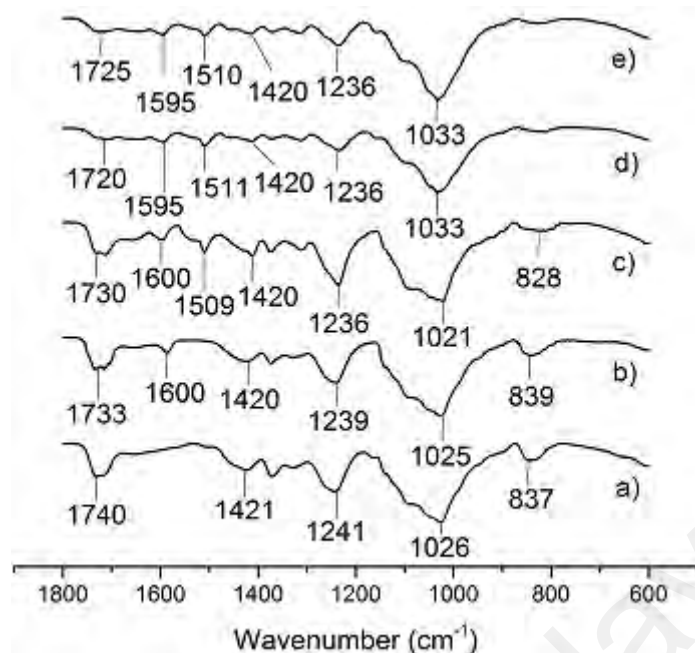 1725 1595 1510 1420 1236 1033 e)
1720 1595 1511 1420 1236 1033 d)
1730 1600 1509 1420 1236 1021 828 c)
1733 1600 1420 1239 1025 839 b)
1740 1421 1241 1026 837 a)
1800 1600 1400 1200 1000 800 600
Wavenumber (cm⁻¹)